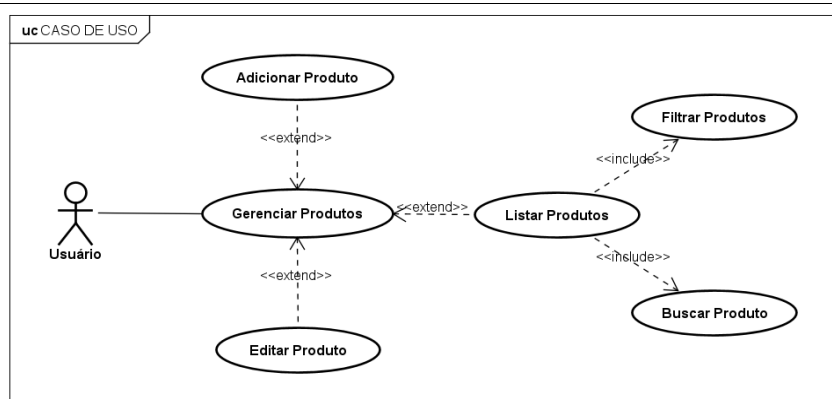 uc CASO DE USO
Adicionar Produto
<<extend>>
Filtrar Produtos
<<include>>
Usuário
Gerenciar Produtos
<<extend>>
Listar Produtos
<<include>>
<<extend>>
Buscar Produto
Editar Produto